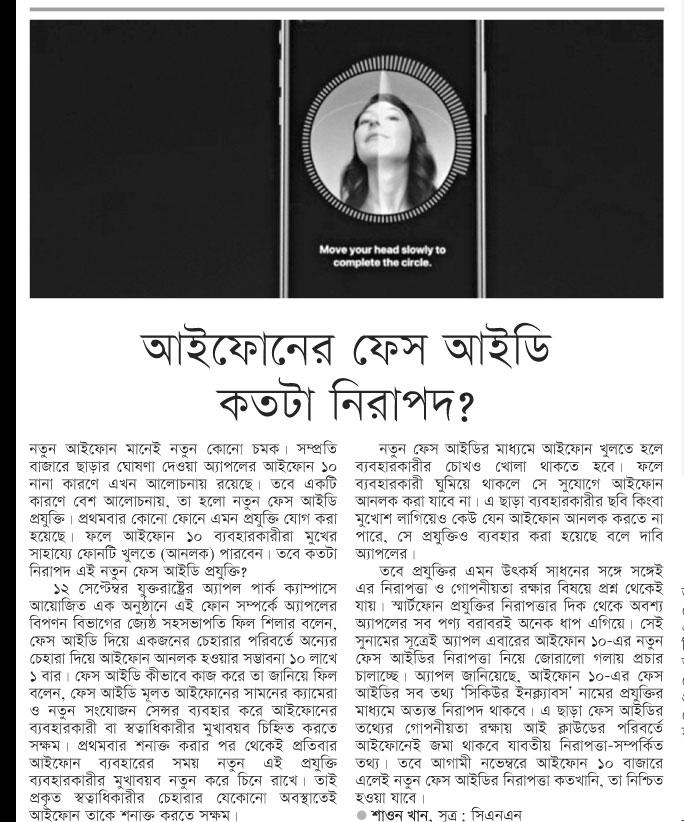 Move your head slowly to
complete the circle.
আইফোনের ফেস আইডি
কতটা নিরাপদ?
নতুন আইফোন মানেই নতুন কোনো চমক। সম্প্রতি
বাজারে ছাড়ার ঘোষণা দেওয়া অ্যাপলের আইফোন ১০
নানা কারণে এখন আলোচনায় রয়েছে। তবে একটি
কারণে বেশ আলোচনায়, তা হলো নতুন ফেস আইডি
প্রযুক্তি। প্রথমবার কোনো ফোনে এমন প্রযুক্তি যোগ করা
হয়েছে। ফলে আইফোন ১০ ব্যবহারকারীরা মুখের
সাহায্যে ফোনটি খুলতে (আনলক) পারবেন। তবে কতটা
নিরাপদ এই নতুন ফেস আইডি প্রযুক্তি?
১২ সেপ্টেম্বর যুক্তরাষ্ট্রের অ্যাপল পার্ক ক্যাম্পাসে
আয়োজিত এক অনুষ্ঠানে এই ফোন সম্পর্কে অ্যাপলের
বিপণন বিভাগের জ্যেষ্ঠ সহসভাপতি ফিল শিলার বলেন,
ফেস আইডি দিয়ে একজনের চেহারার পরিবর্তে অন্যের
চেহারা দিয়ে আইফোন আনলক হওয়ার সম্ভাবনা ১০ লাখে
১ বার। ফেস আইডি কীভাবে কাজ করে তা জানিয়ে ফিল
বলেন, ফেস আইডি মূলত আইফোনের সামনের ক্যামেরা
ও নতুন সংযোজন সেন্সর ব্যবহার করে আইফোনের
ব্যবহারকারী বা স্বত্বাধিকারীর মুখাবয়ব চিহ্নিত করতে
সক্ষম। প্রথমবার শনাক্ত করার পর থেকেই প্রতিবার
আইফোন ব্যবহারের সময় নতুন এই প্রযুক্তি
ব্যবহারকারীর মুখাবয়ব নতুন করে চিনে রাখে। তাই
প্রকৃত স্বত্বাধিকারীর চেহারার যেকোনো অবস্থাতেই
আইফোন তাকে শনাক্ত করতে সক্ষম।
নতুন ফেস আইডির মাধ্যমে আইফোন খুলতে হলে
ব্যবহারকারীর চোখও খোলা থাকতে হবে। ফলে
ব্যবহারকারী ঘুমিয়ে থাকলে সে সুযোগে আইফোন
আনলক করা যাবে না। এ ছাড়া ব্যবহারকারীর ছবি কিংবা
মুখোশ লাগিয়েও কেউ যেন আইফোন আনলক করতে না
পারে, সে প্রযুক্তিও ব্যবহার করা হয়েছে বলে দাবি
অ্যাপলের।
তবে প্রযুক্তির এমন উৎকর্ষ সাধনের সঙ্গে সঙ্গেই
এর নিরাপত্তা ও গোপনীয়তা রক্ষার বিষয়ে প্রশ্ন থেকেই
যায়। স্মার্টফোন প্রযুক্তির নিরাপত্তার দিক থেকে অবশ্য
অ্যাপলের সব পণ্য বরাবরই অনেক ধাপ এগিয়ে। সেই
সুনামের সূত্রেই অ্যাপল এবারের আইফোন ১০-এর নতুন
ফেস আইডির নিরাপত্তা নিয়ে জোরালো গলায় প্রচার
চালাচ্ছে। অ্যাপল জানিয়েছে, আইফোন ১০-এর ফেস
আইডির সব তথ্য ‘সিকিউর ইনক্ল্যাবস’ নামের প্রযুক্তির
মাধ্যমে অত্যন্ত নিরাপদ থাকবে। এ ছাড়া ফেস আইডির
তথ্যের গোপনীয়তা রক্ষায় আই ক্লাউডের পরিবর্তে
আইফোনেই জমা থাকবে যাবতীয় নিরাপত্তা-সম্পর্কিত
তথ্য। তবে আগামী নভেম্বরে আইফোন ১০ বাজারে
এলেই নতুন ফেস আইডির নিরাপত্তা কতখানি, তা নিশ্চিত
হওয়া যাবে।
● শাওন খান, সূত্র: সিএনএন